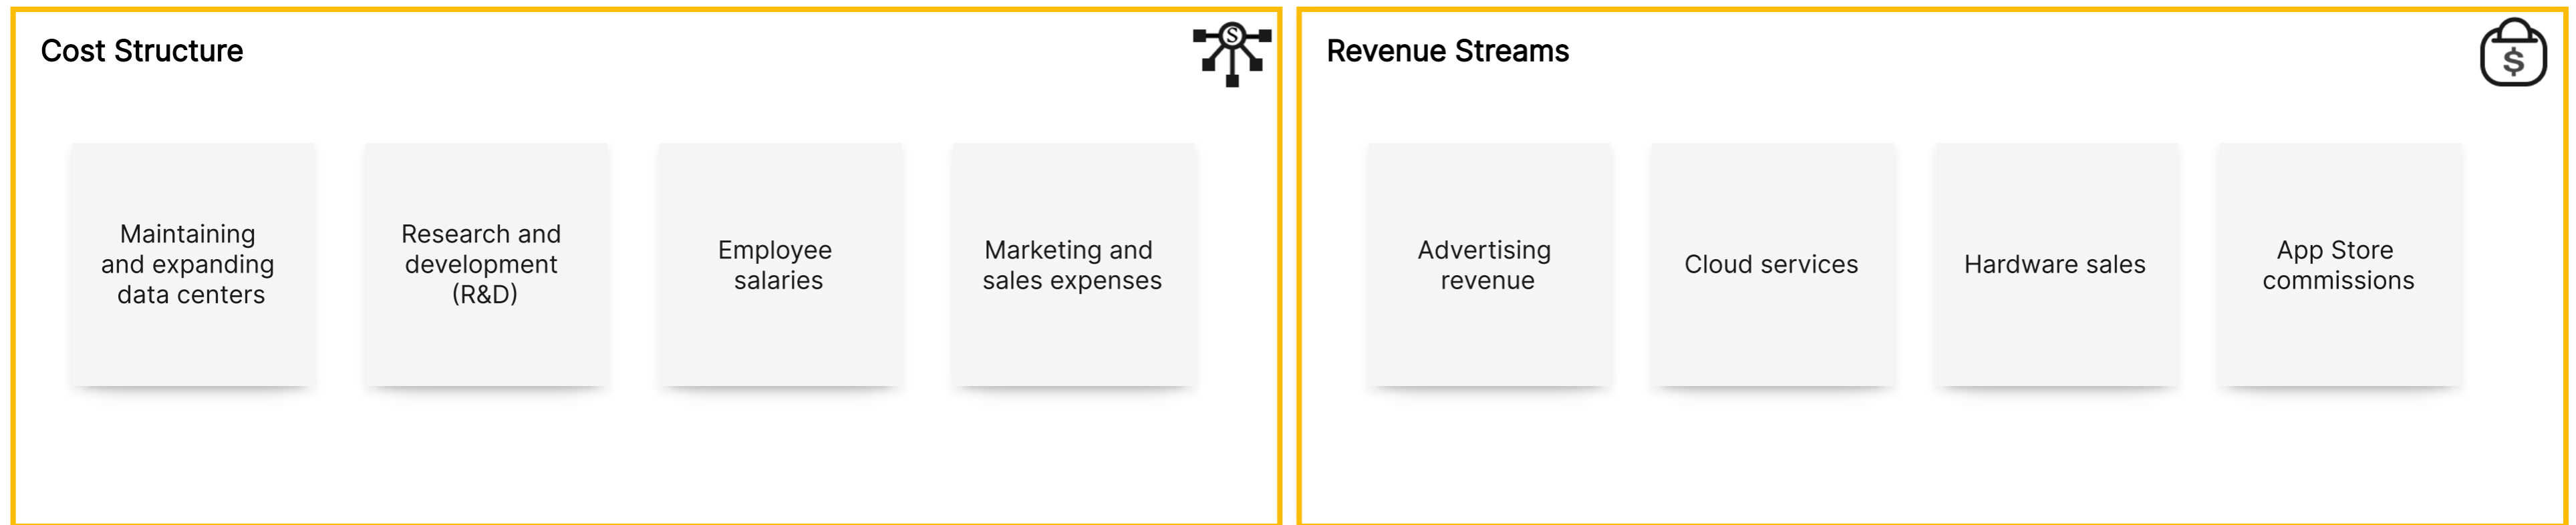 Cost Structure
S
Maintaining
and expanding
data centers
Research and
development
(R&D)
Employee
salaries
Marketing and
sales expenses
Revenue Streams
$
Advertising
revenue
Cloud services
Hardware sales
App Store
commissions